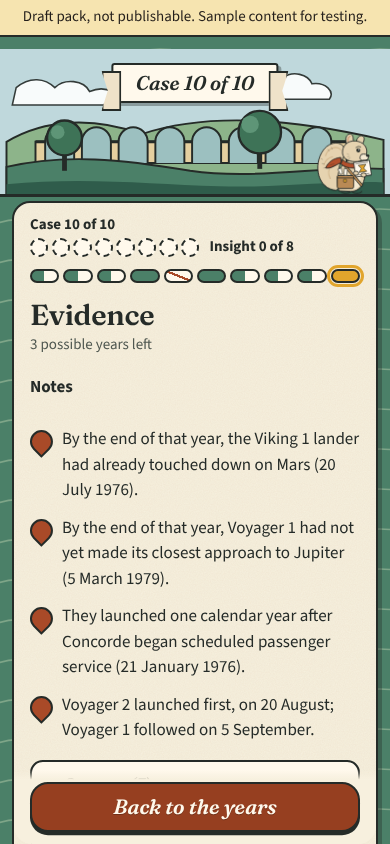 Draft pack, not publishable. Sample content for testing.
Case 10 of 10
Case 10 of 10
Insight 0 of 8
Evidence
3 possible years left
Notes
By the end of that year, the Viking 1 lander
had already touched down on Mars (20
July 1976).
By the end of that year, Voyager 1 had not
yet made its closest approach to Jupiter
(5 March 1979).
They launched one calendar year after
Concorde began scheduled passenger
service (21 January 1976).
Voyager 2 launched first, on 20 August;
Voyager 1 followed on 5 September.
Back to the years